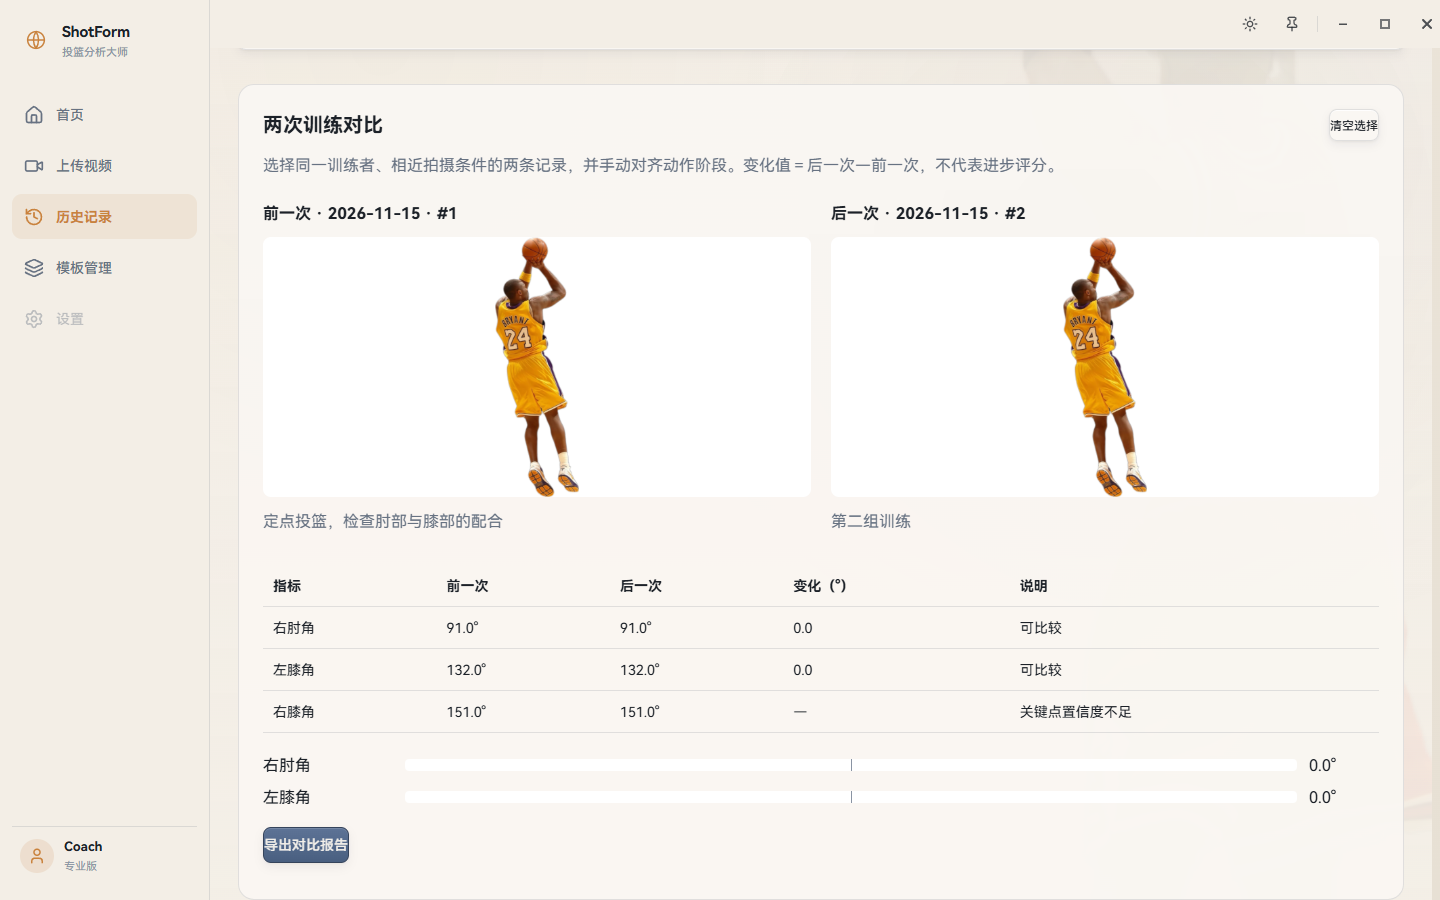 ShotForm
投篮分析大师
首页
上传视频
历史记录
模板管理
设置
Coach
专业版
两次训练对比
清空选择
选择同一训练者、相近拍摄条件的两条记录，并手动对齐动作阶段。变化值 = 后一次 − 前一次，不代表进步评分。
前一次 · 2026-11-15 · #1
后一次 · 2026-11-15 · #2
BRYANT
24
BRYANT
24
定点投篮，检查肘部与膝部的配合
第二组训练
指标 前一次 后一次 变化（°） 说明
右肘角 91.0° 91.0° 0.0 可比较
左膝角 132.0° 132.0° 0.0 可比较
右膝角 151.0° 151.0° — 关键点置信度不足
右肘角 0.0°
左膝角 0.0°
导出对比报告